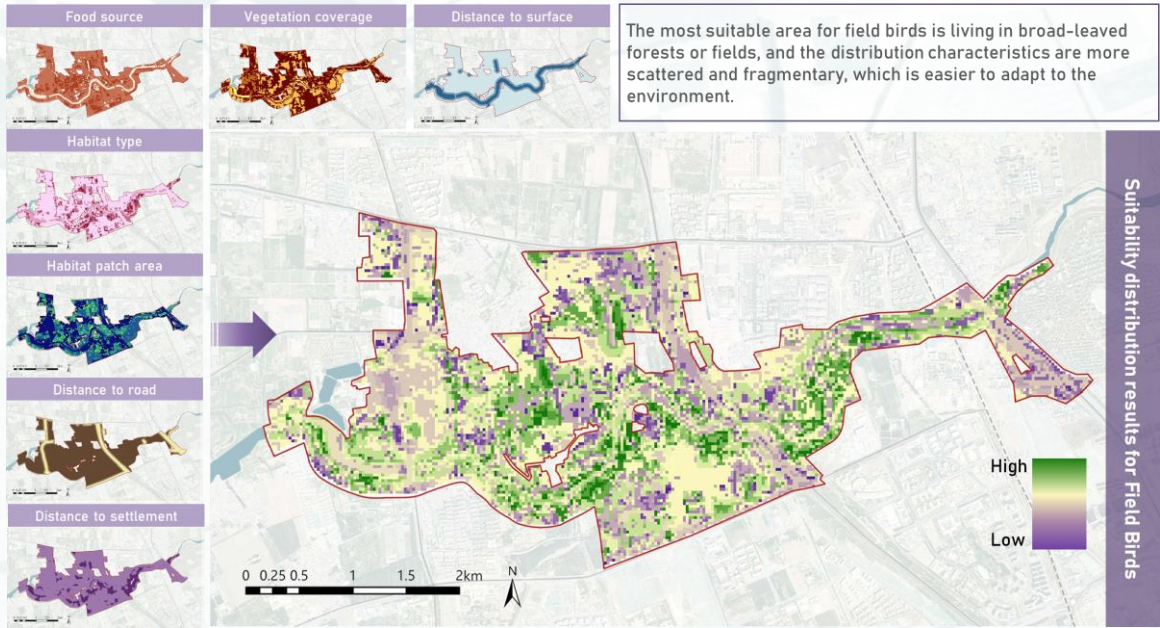 Food source
Vegetation coverage
Distance to surface
The most suitable area for field birds is living in broad-leaved
forests or fields, and the distribution characteristics are more
scattered and fragmentary, which is easier to adapt to the
environment.
Habitat type
Habitat patch area
Distance to road
Distance to settlement
Suitability distribution results for Field Birds
High
Low
0 0.25 0.5 1 1.5 2km
N